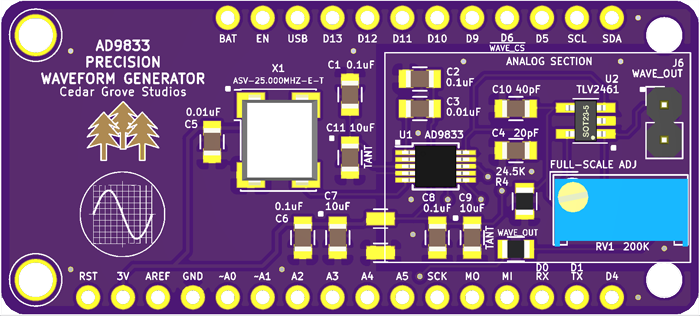 BAT EN USB D13 D12 D11 D10 D9 D6 D5 SCL SDA
WAVE_CS
AD9833
PRECISION
WAVEFORM GENERATOR
Cedar Grove Studios
X1
ASV-25.000MHZ-E-T
C1 0.1uF
ANALOG SECTION
J6
WAVE_OUT
C2
0.1uF
C3
0.01uF
C10 40pF
U2
TLV2461
SOT23-5
0.01uF
C5
C11 10uF
TANT
U1 AD9833
C4 20pF
24.5K
R4
FULL-SCALE ADJ
RV1 200K
0.1uF
C6
C7
10uF
C8
0.1uF
C9
10uF
TANT
WAVE_OUT
RST 3V AREF GND ~A0 ~A1 A2 A3 A4 A5 SCK MO MI D0 RX D1 TX D4